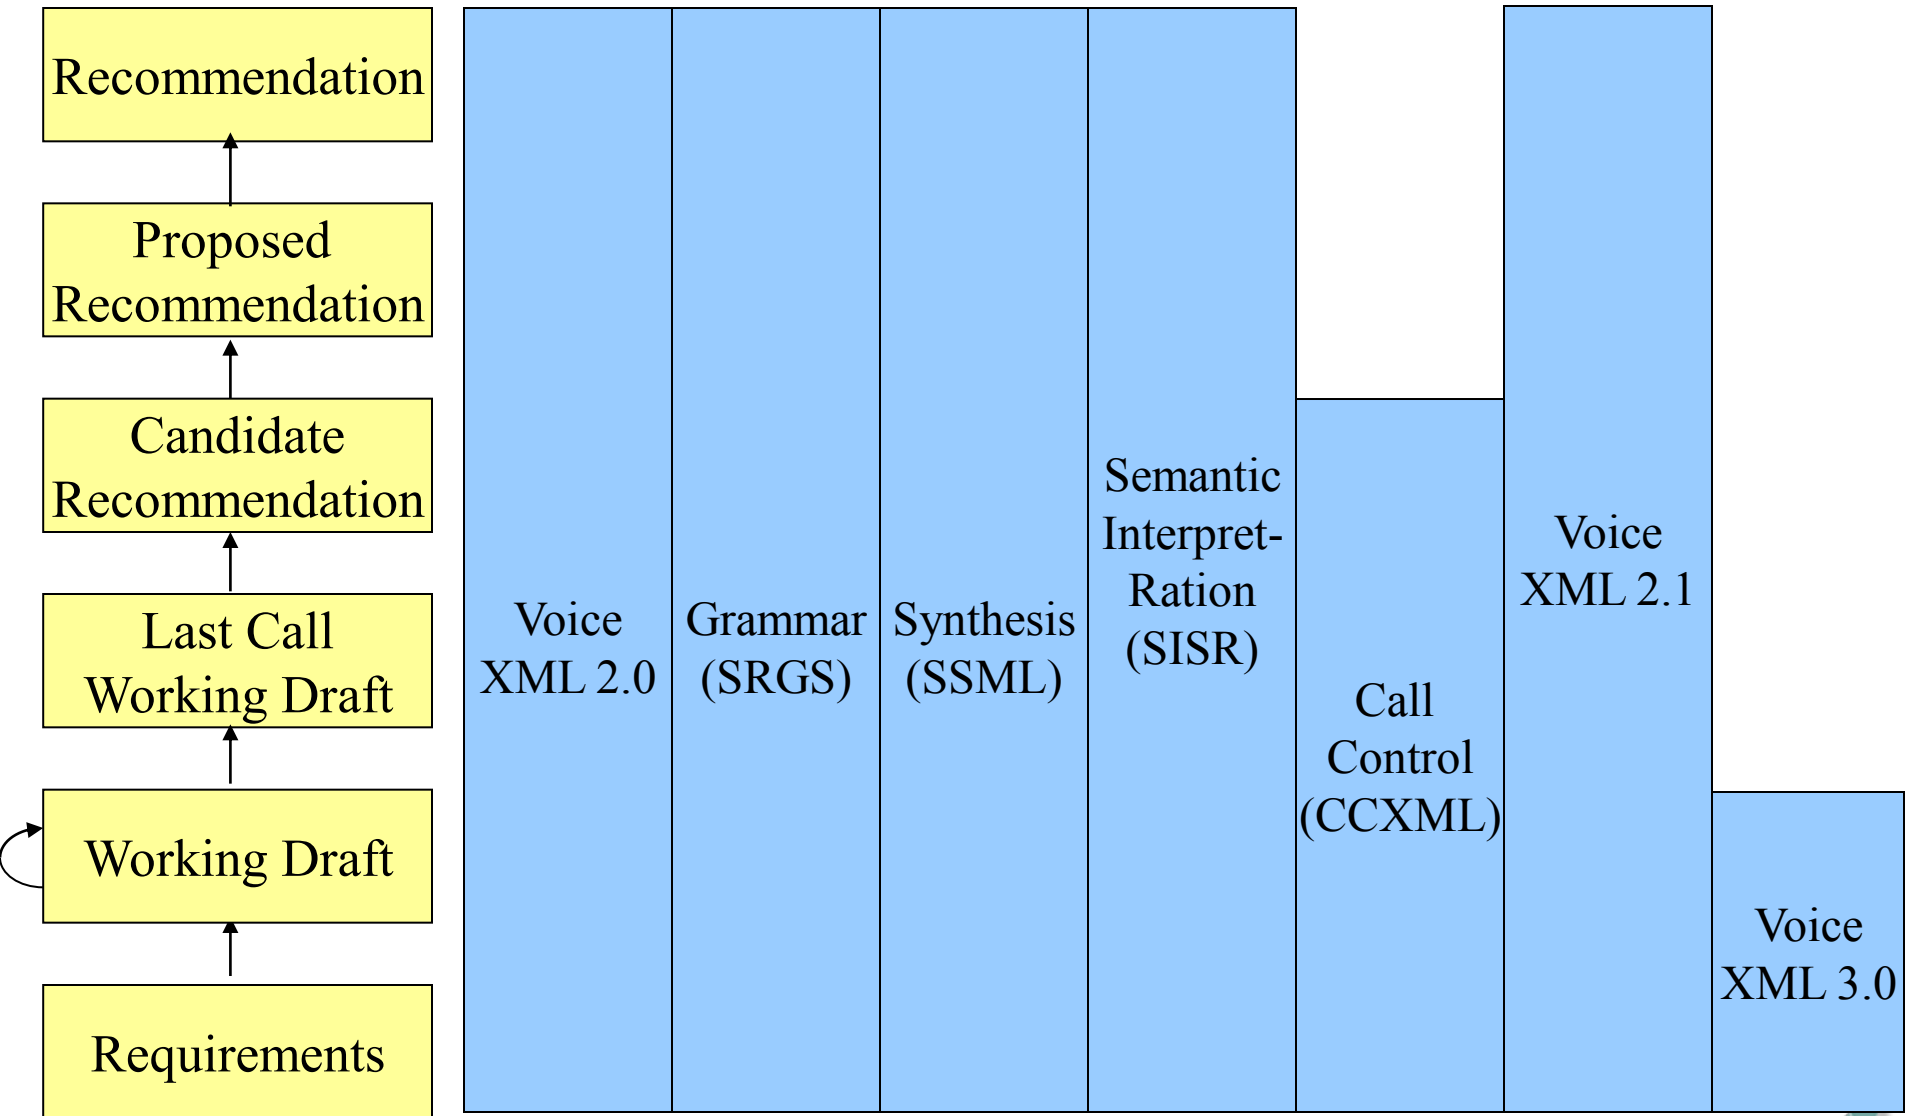 Recommendation
Proposed
Recommendation
Candidate
Recommendation
Last Call
Working Draft
Working Draft
Requirements
Voice
XML 2.0
Grammar
(SRGS)
Synthesis
(SSML)
Semantic
Interpret-
Ration
(SISR)
Call
Control
(CCXML)
Voice
XML 2.1
Voice
XML 3.0